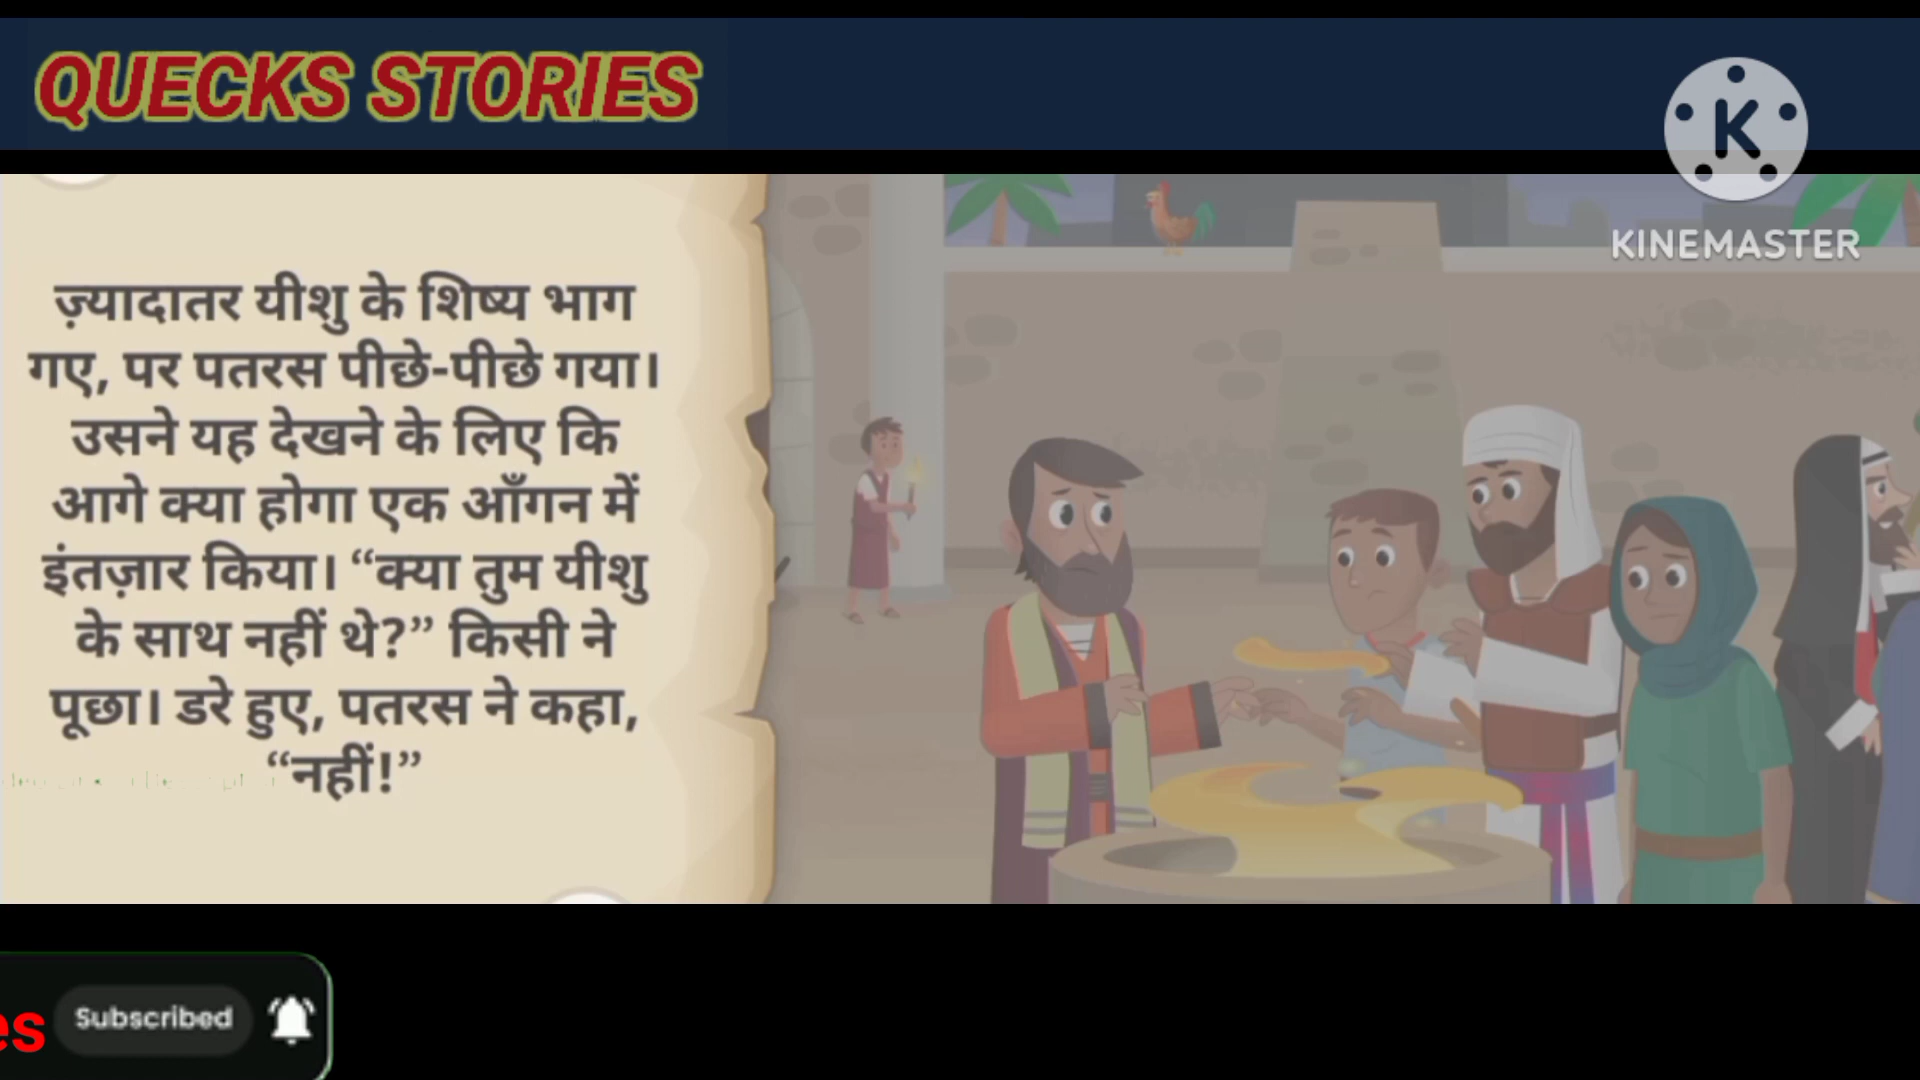 QUECKS STORIES
K
KINEMASTER
ज़्यादातर यीशु के शिष्य भाग
गए, पर पतरस पीछे-पीछे गया।
उसने यह देखने के लिए कि
आगे क्या होगा एक आँगन में
इंतज़ार किया। “क्या तुम यीशु
के साथ नहीं थे?” किसी ने
पूछा। डरे हुए, पतरस ने कहा,
“नहीं!”
es
Subscribed